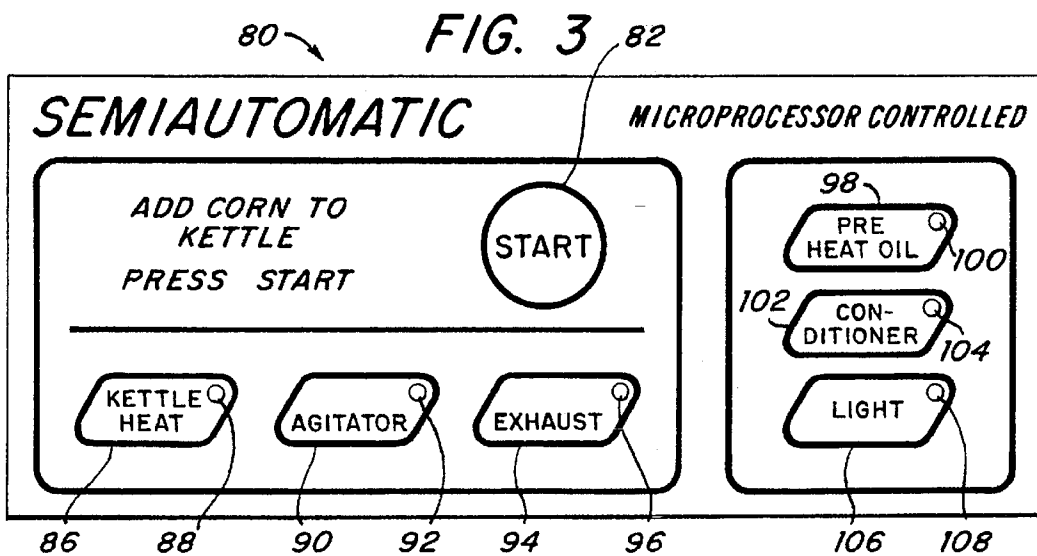 FIG. 3
80
82
SEMIAUTOMATIC
MICROPROCESSOR CONTROLLED
ADD CORN TO
KETTLE
PRESS START
START
98
PRE
HEAT OIL
100
102
CON-
DITIONER
104
KETTLE
HEAT
AGITATOR
EXHAUST
LIGHT
86 88 90 92 94 96 106 108